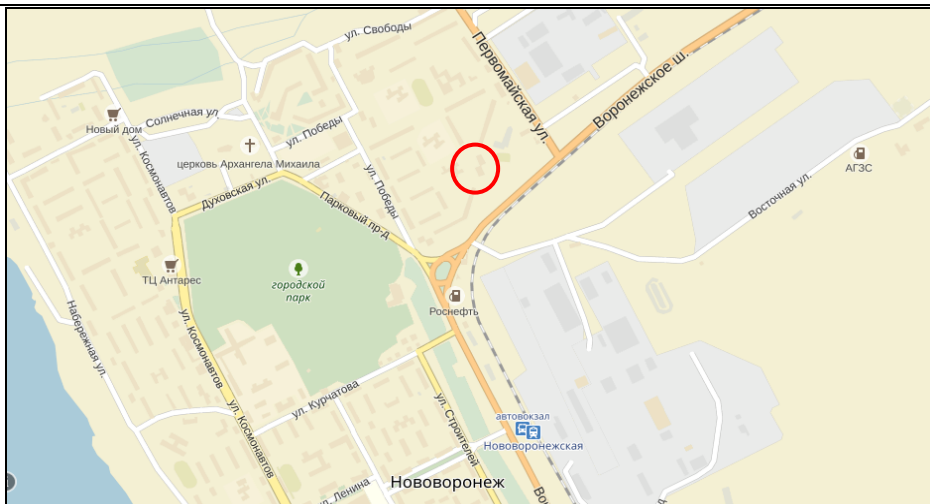 ул. Свободы
Первомайская ул.
Воронежское ш.
Солнечная ул
Новый дом
ул. Победы
церковь Архангела Михаила
ул. Космонавтов
ул. Победы
АГЗС
Восточная ул.
Духовская ул.
Парковый пр-д
ТЦ Антарес
городской
парк
Роснефть
Набережная ул.
ул. Космонавтов
ул. Курчатова
ул. Космонавтов
ул. Строителей
автовокзал
Нововоронежская
Нововоронеж
ул. Ленина